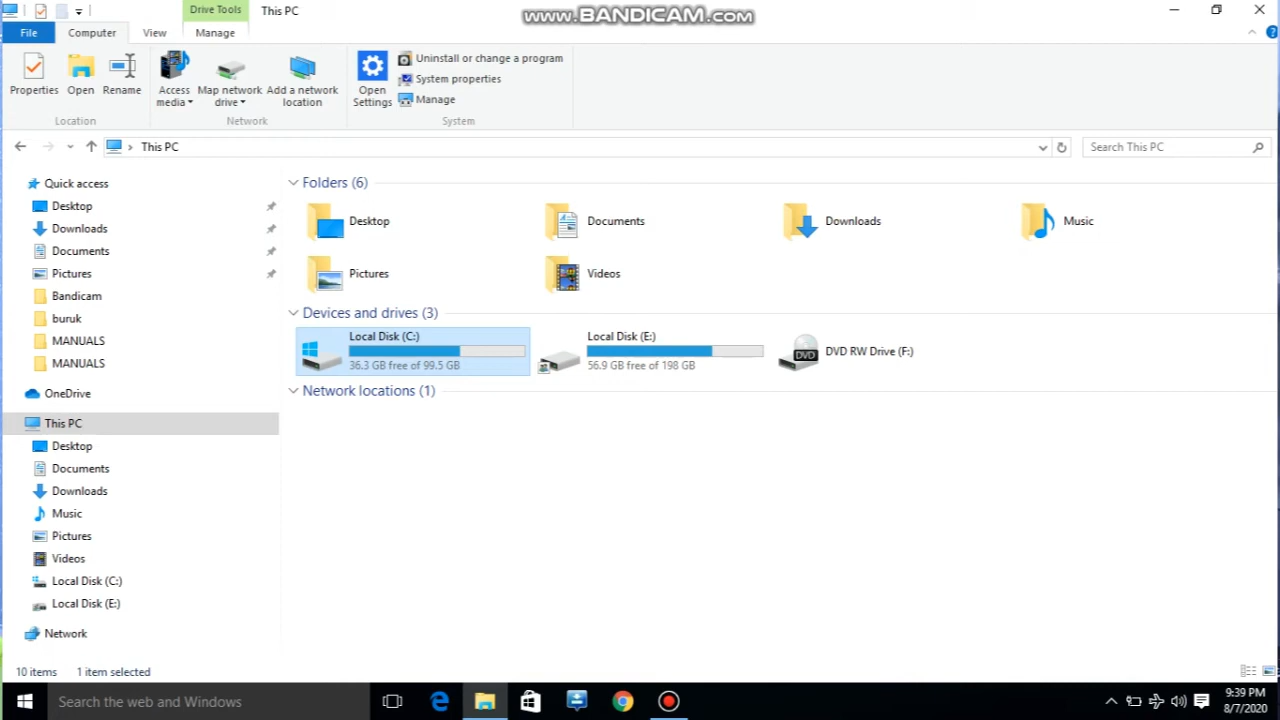 Drive Tools
This PC
www.BANDICAM.com
File
Computer
View
Manage
Properties
Open
Rename
Access media
Map network drive
Add a network location
Open Settings
Uninstall or change a program
System properties
Manage
Location
Network
System
This PC
Search This PC
Quick access
Desktop
Downloads
Documents
Pictures
Bandicam
buruk
MANUALS
MANUALS
OneDrive
This PC
Desktop
Documents
Downloads
Music
Pictures
Videos
Local Disk (C:)
Local Disk (E:)
Network
Folders (6)
Desktop
Documents
Downloads
Music
Pictures
Videos
Devices and drives (3)
Local Disk (C:)
36.3 GB free of 99.5 GB
Local Disk (E:)
56.9 GB free of 198 GB
DVD
DVD RW Drive (F:)
Network locations (1)
10 items
1 item selected
Search the web and Windows
9:39 PM
8/7/2020